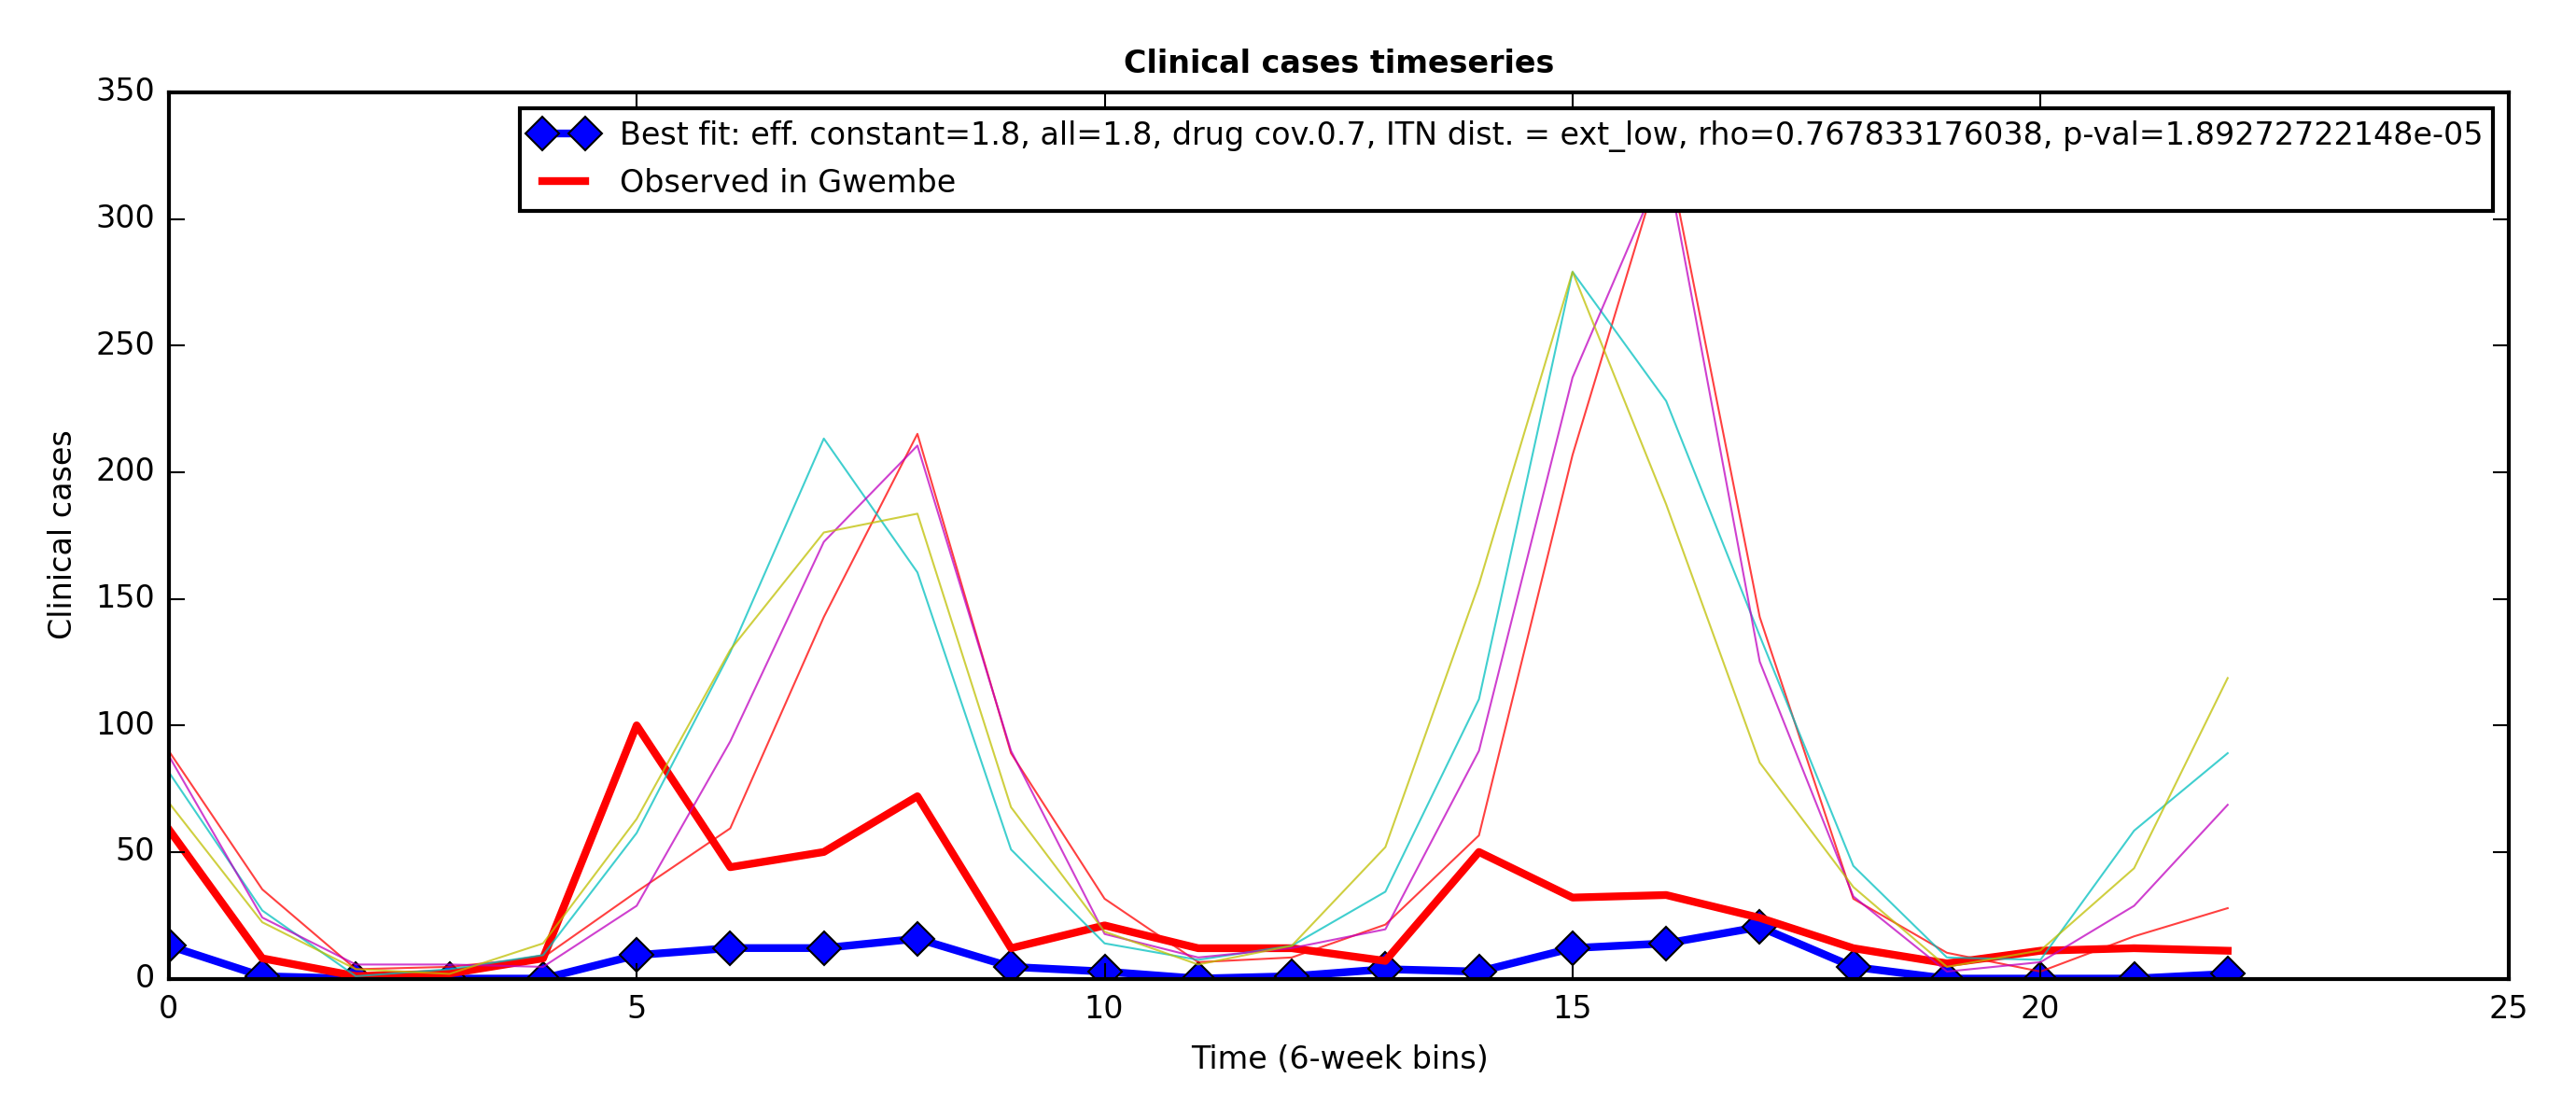 Clinical cases timeseries
350
300
250
200
150
100
50
0
Clinical cases
Best fit: eff. constant=1.8, all=1.8, drug cov.0.7, ITN dist. = ext_low, rho=0.767833176038, p-val=1.89272722148e-05
Observed in Gwembe
0 5 10 15 20 25
Time (6-week bins)